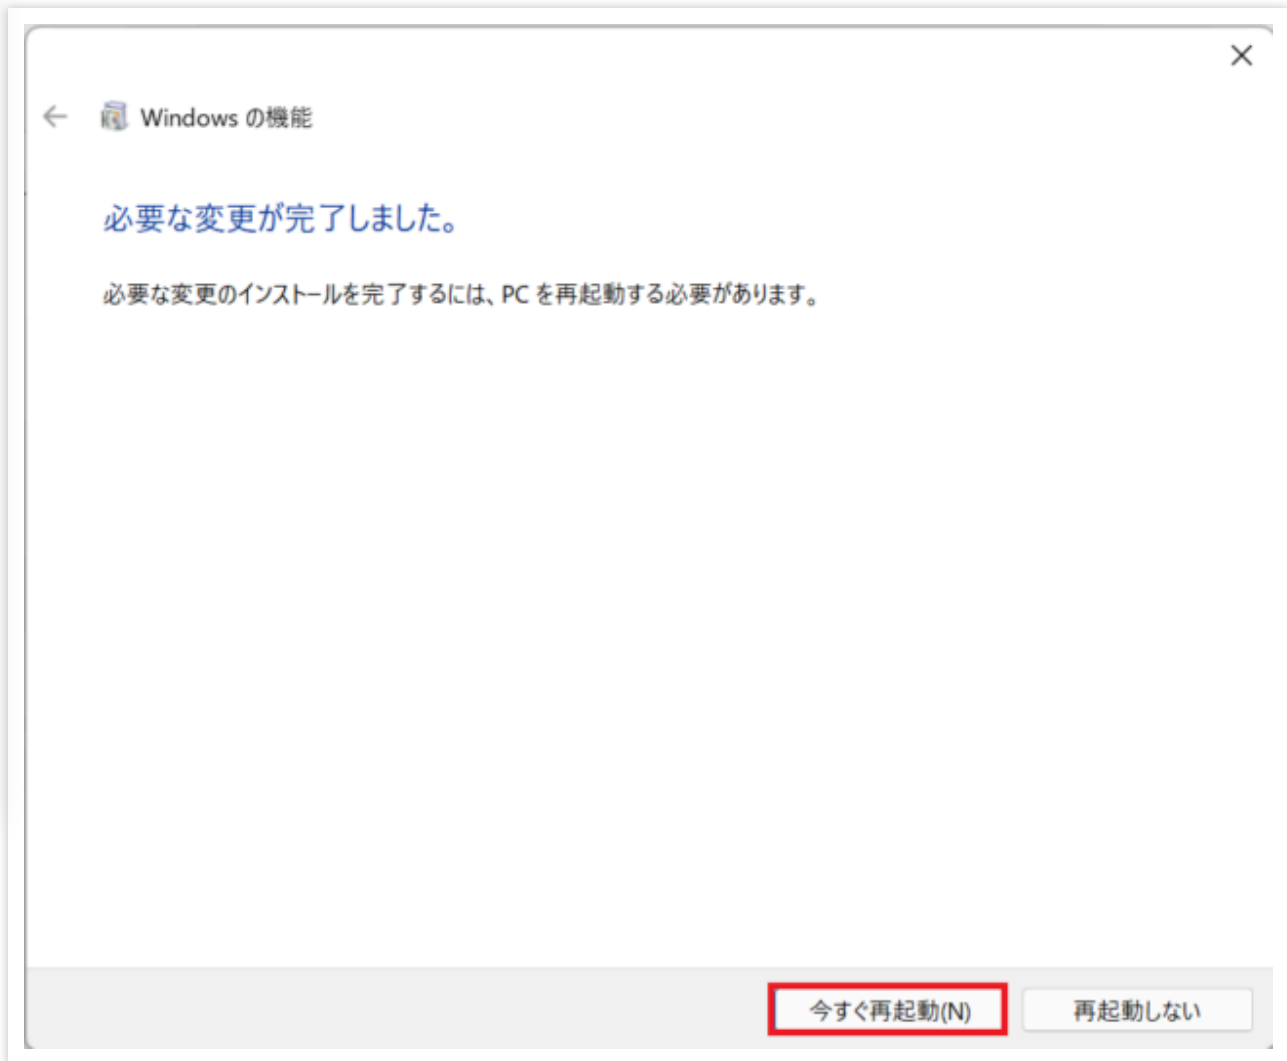 Windows の機能
必要な変更が完了しました。
必要な変更のインストールを完了するには、PC を再起動する必要があります。
今すぐ再起動(N)
再起動しない